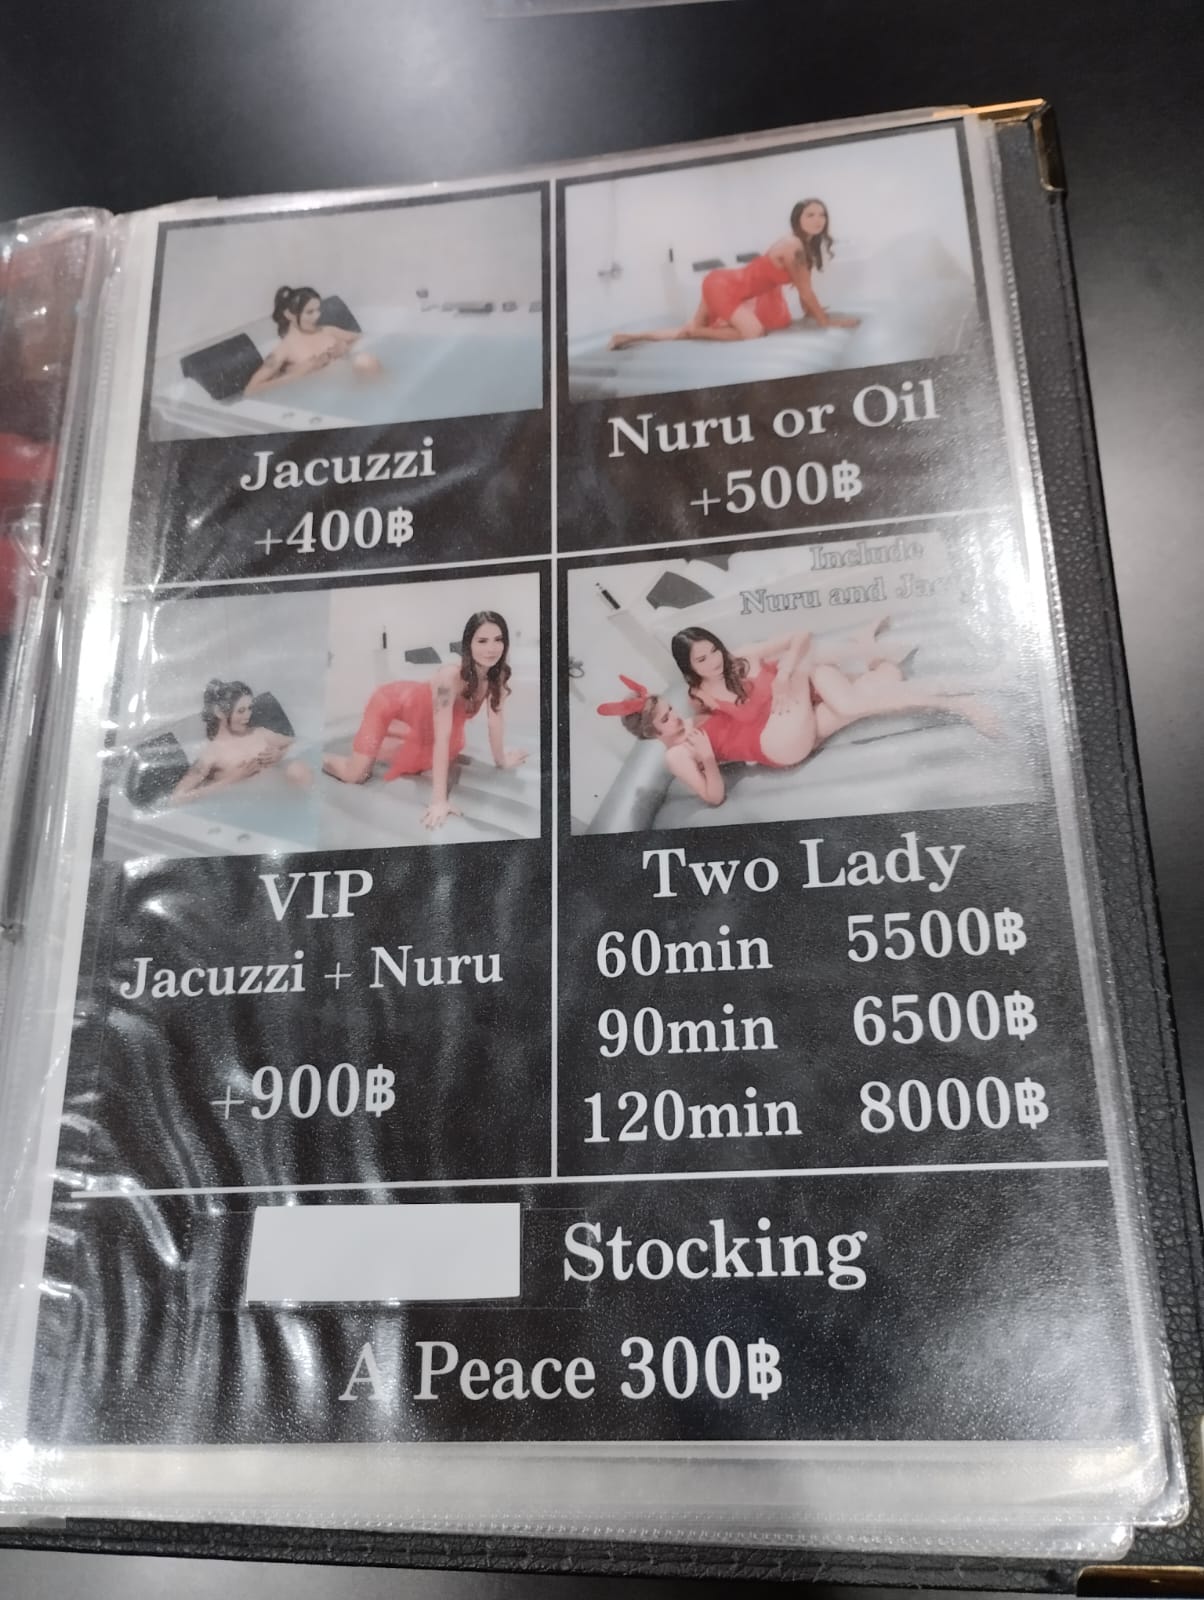 Jacuzzi
+400฿
Nuru or Oil
+500฿
Include
Nuru and
VIP
Jacuzzi + Nuru
+900฿
Two Lady
60min 5500฿
90min 6500฿
120min 8000฿
Stocking
A Peace 300฿